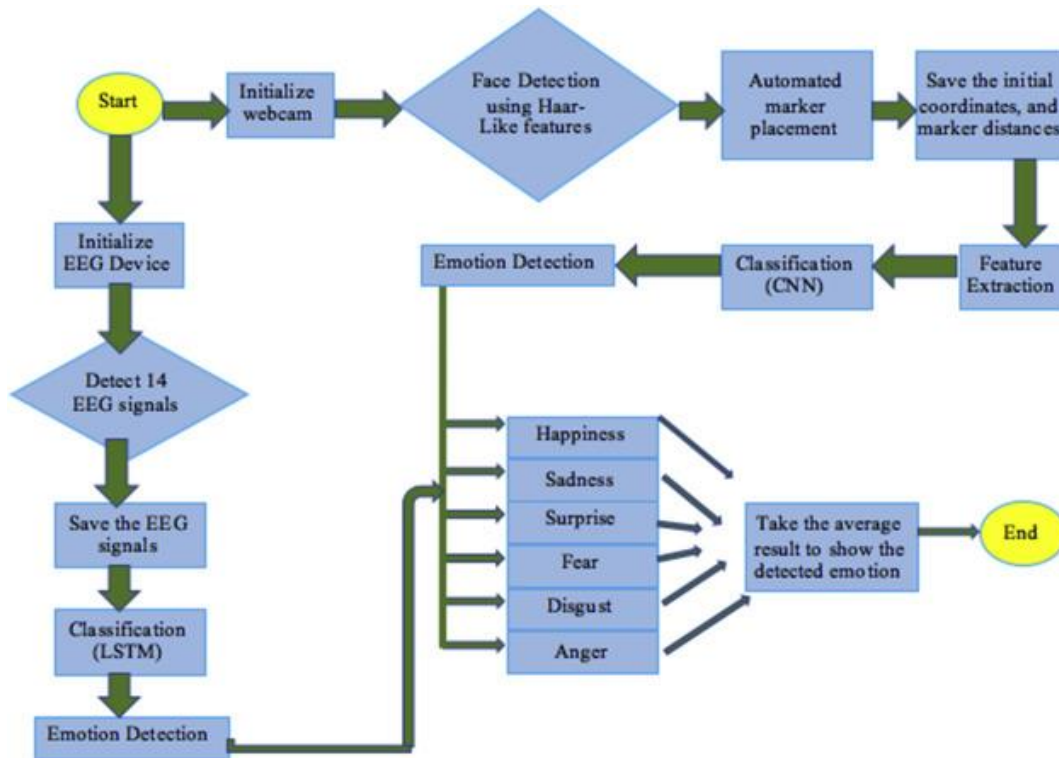 Start
Initialize
webcam
Face Detection
using Haar-
Like features
Automated
marker
placement
Save the initial
coordinates, and
marker distances
Initialize
EEG Device
Emotion Detection
Classification
(CNN)
Feature
Extraction
Detect 14
EEG signals
Happiness
Sadness
Surprise
Fear
Disgust
Anger
Save the EEG
signals
Take the average
result to show the
detected emotion
End
Classification
(LSTM)
Emotion Detection